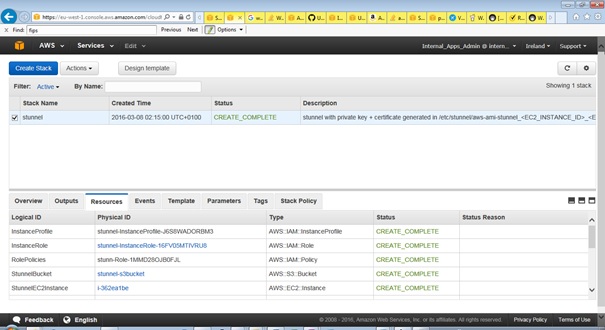 https://eu-west-1.console.aws.amazon.com/cloudf
Find: fips Previous Next Options
AWS Services Edit Internal_Apps_Admin @ intern... Ireland Support
Create Stack Actions Design template
Filter: Active By Name: Showing 1 stack
Stack Name Created Time Status Description
stunnel 2016-03-08 02:15:00 UTC+0100 CREATE_COMPLETE stunnel with private key + certificate generated in /etc/stunnel/aws-ami-stunnel_<EC2_INSTANCE_ID>_<E
Overview Outputs Resources Events Template Parameters Tags Stack Policy
Logical ID Physical ID Type Status Status Reason
InstanceProfile stunnel-InstanceProfile-J6S8WADORBM3 AWS::IAM::InstanceProfile CREATE_COMPLETE
InstanceRole stunnel-InstanceRole-16FV05MTIVRU8 AWS::IAM::Role CREATE_COMPLETE
RolePolicies stunn-Role-1MMD28OJB0FJL AWS::IAM::Policy CREATE_COMPLETE
StunnelBucket stunnel-s3bucket AWS::S3::Bucket CREATE_COMPLETE
StunnelEC2Instance i-362ea1be AWS::EC2::Instance CREATE_COMPLETE
Feedback English © 2008 - 2016, Amazon Web Services, Inc. or its affiliates. All rights reserved. Privacy Policy Terms of Use